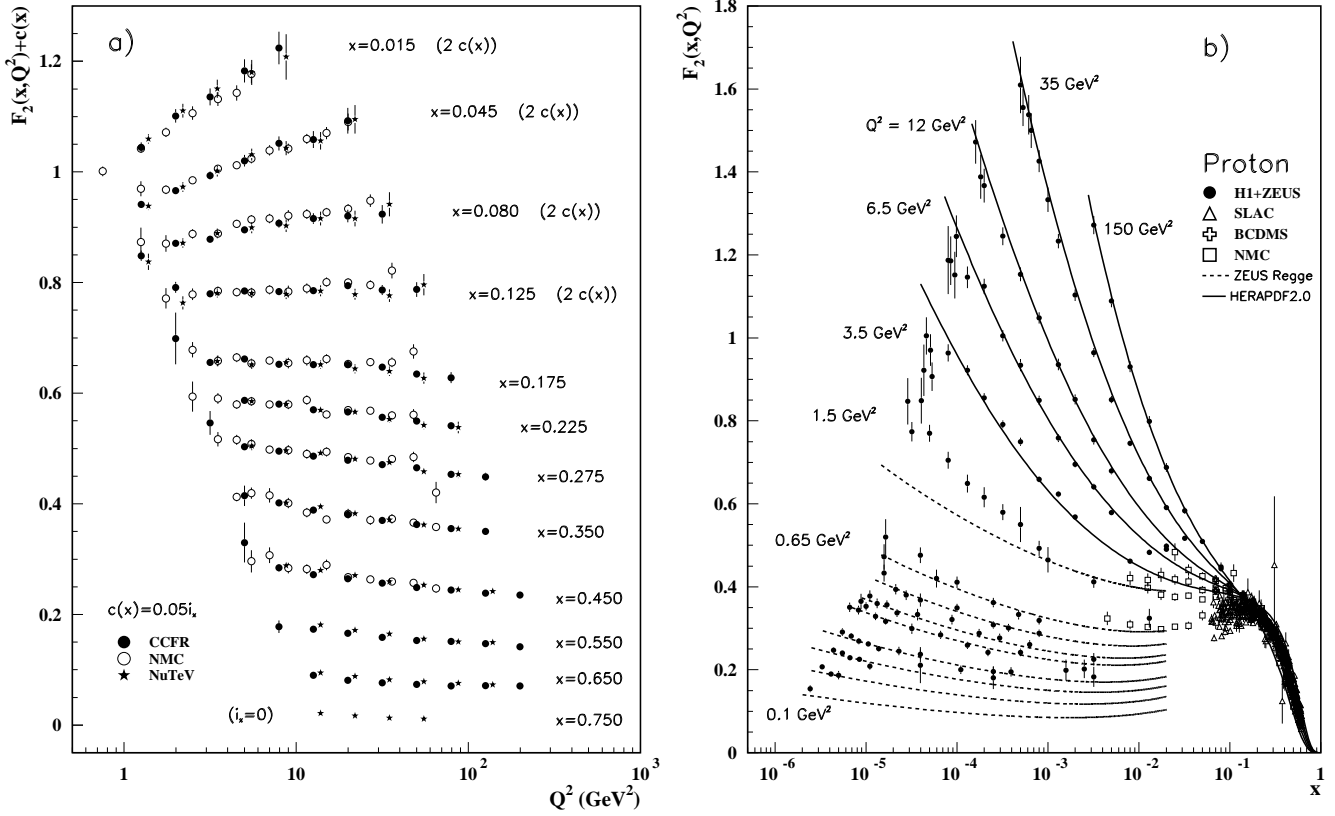 F₂(x,Q²)+c(x)
a)
1.2
1
0.8
0.6
0.4
0.2
0
x=0.015 (2 c(x))
x=0.045 (2 c(x))
x=0.080 (2 c(x))
x=0.125 (2 c(x))
x=0.175
x=0.225
x=0.275
x=0.350
x=0.450
x=0.550
x=0.650
x=0.750
c(x)=0.05iₓ
CCFR
NMC
NuTeV
(iₓ=0)
1 10 10² 10³
Q² (GeV²)
F₂(x,Q²)
b)
1.8
1.6
1.4
1.2
1
0.8
0.6
0.4
0.2
0
35 GeV²
Q² = 12 GeV²
6.5 GeV²
150 GeV²
3.5 GeV²
1.5 GeV²
0.65 GeV²
0.1 GeV²
Proton
H1+ZEUS
SLAC
BCDMS
NMC
ZEUS Regge
HERAPDF2.0
10⁻⁶ 10⁻⁵ 10⁻⁴ 10⁻³ 10⁻² 10⁻¹ 1
x